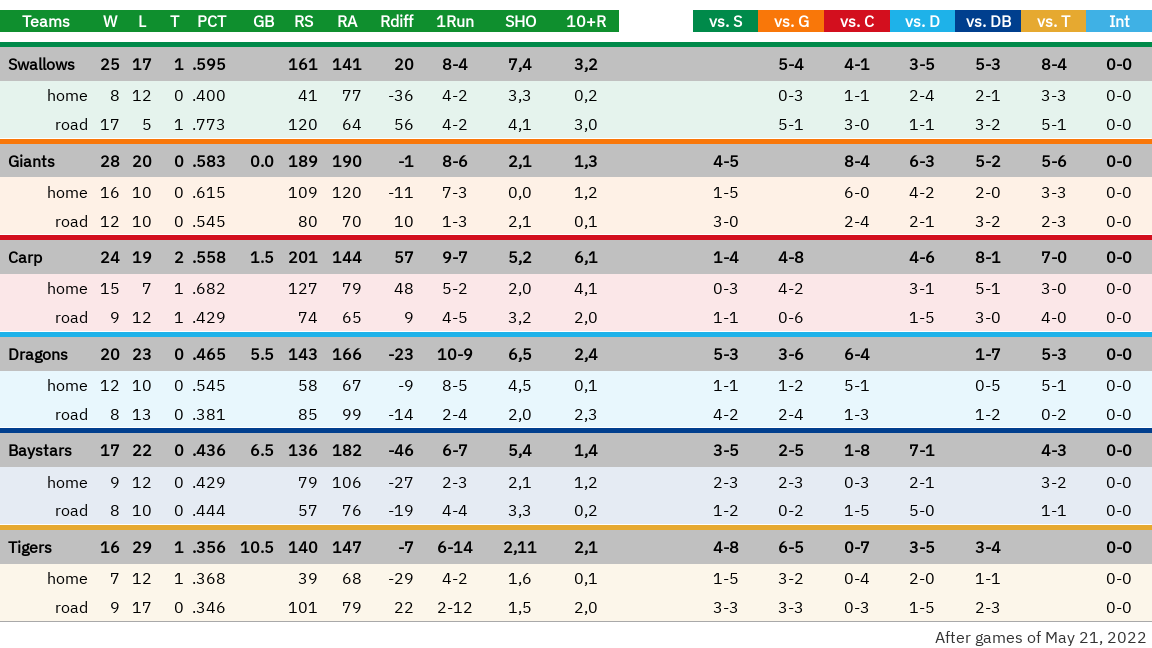 Teams W L T PCT GB RS RA Rdiff 1Run SHO 10+R vs. S vs. G vs. C vs. D vs. DB vs. T Int
Swallows 25 17 1 .595 161 141 20 8-4 7,4 3,2 5-4 4-1 3-5 5-3 8-4 0-0
home 8 12 0 .400 41 77 -36 4-2 3,3 0,2 0-3 1-1 2-4 2-1 3-3 0-0
road 17 5 1 .773 120 64 56 4-2 4,1 3,0 5-1 3-0 1-1 3-2 5-1 0-0
Giants 28 20 0 .583 0.0 189 190 -1 8-6 2,1 1,3 4-5 8-4 6-3 5-2 5-6 0-0
home 16 10 0 .615 109 120 -11 7-3 0,0 1,2 1-5 6-0 4-2 2-0 3-3 0-0
road 12 10 0 .545 80 70 10 1-3 2,1 0,1 3-0 2-4 2-1 3-2 2-3 0-0
Carp 24 19 2 .558 1.5 201 144 57 9-7 5,2 6,1 1-4 4-8 4-6 8-1 7-0 0-0
home 15 7 1 .682 127 79 48 5-2 2,0 4,1 0-3 4-2 3-1 5-1 3-0 0-0
road 9 12 1 .429 74 65 9 4-5 3,2 2,0 1-1 0-6 1-5 3-0 4-0 0-0
Dragons 20 23 0 .465 5.5 143 166 -23 10-9 6,5 2,4 5-3 3-6 6-4 1-7 5-3 0-0
home 12 10 0 .545 58 67 -9 8-5 4,5 0,1 1-1 1-2 5-1 0-5 5-1 0-0
road 8 13 0 .381 85 99 -14 2-4 2,0 2,3 4-2 2-4 1-3 1-2 0-2 0-0
Baystars 17 22 0 .436 6.5 136 182 -46 6-7 5,4 1,4 3-5 2-5 1-8 7-1 4-3 0-0
home 9 12 0 .429 79 106 -27 2-3 2,1 1,2 2-3 2-3 0-3 2-1 3-2 0-0
road 8 10 0 .444 57 76 -19 4-4 3,3 0,2 1-2 0-2 1-5 5-0 1-1 0-0
Tigers 16 29 1 .356 10.5 140 147 -7 6-14 2,11 2,1 4-8 6-5 0-7 3-5 3-4 0-0
home 7 12 1 .368 39 68 -29 4-2 1,6 0,1 1-5 3-2 0-4 2-0 1-1 0-0
road 9 17 0 .346 101 79 22 2-12 1,5 2,0 3-3 3-3 0-3 1-5 2-3 0-0
After games of May 21, 2022